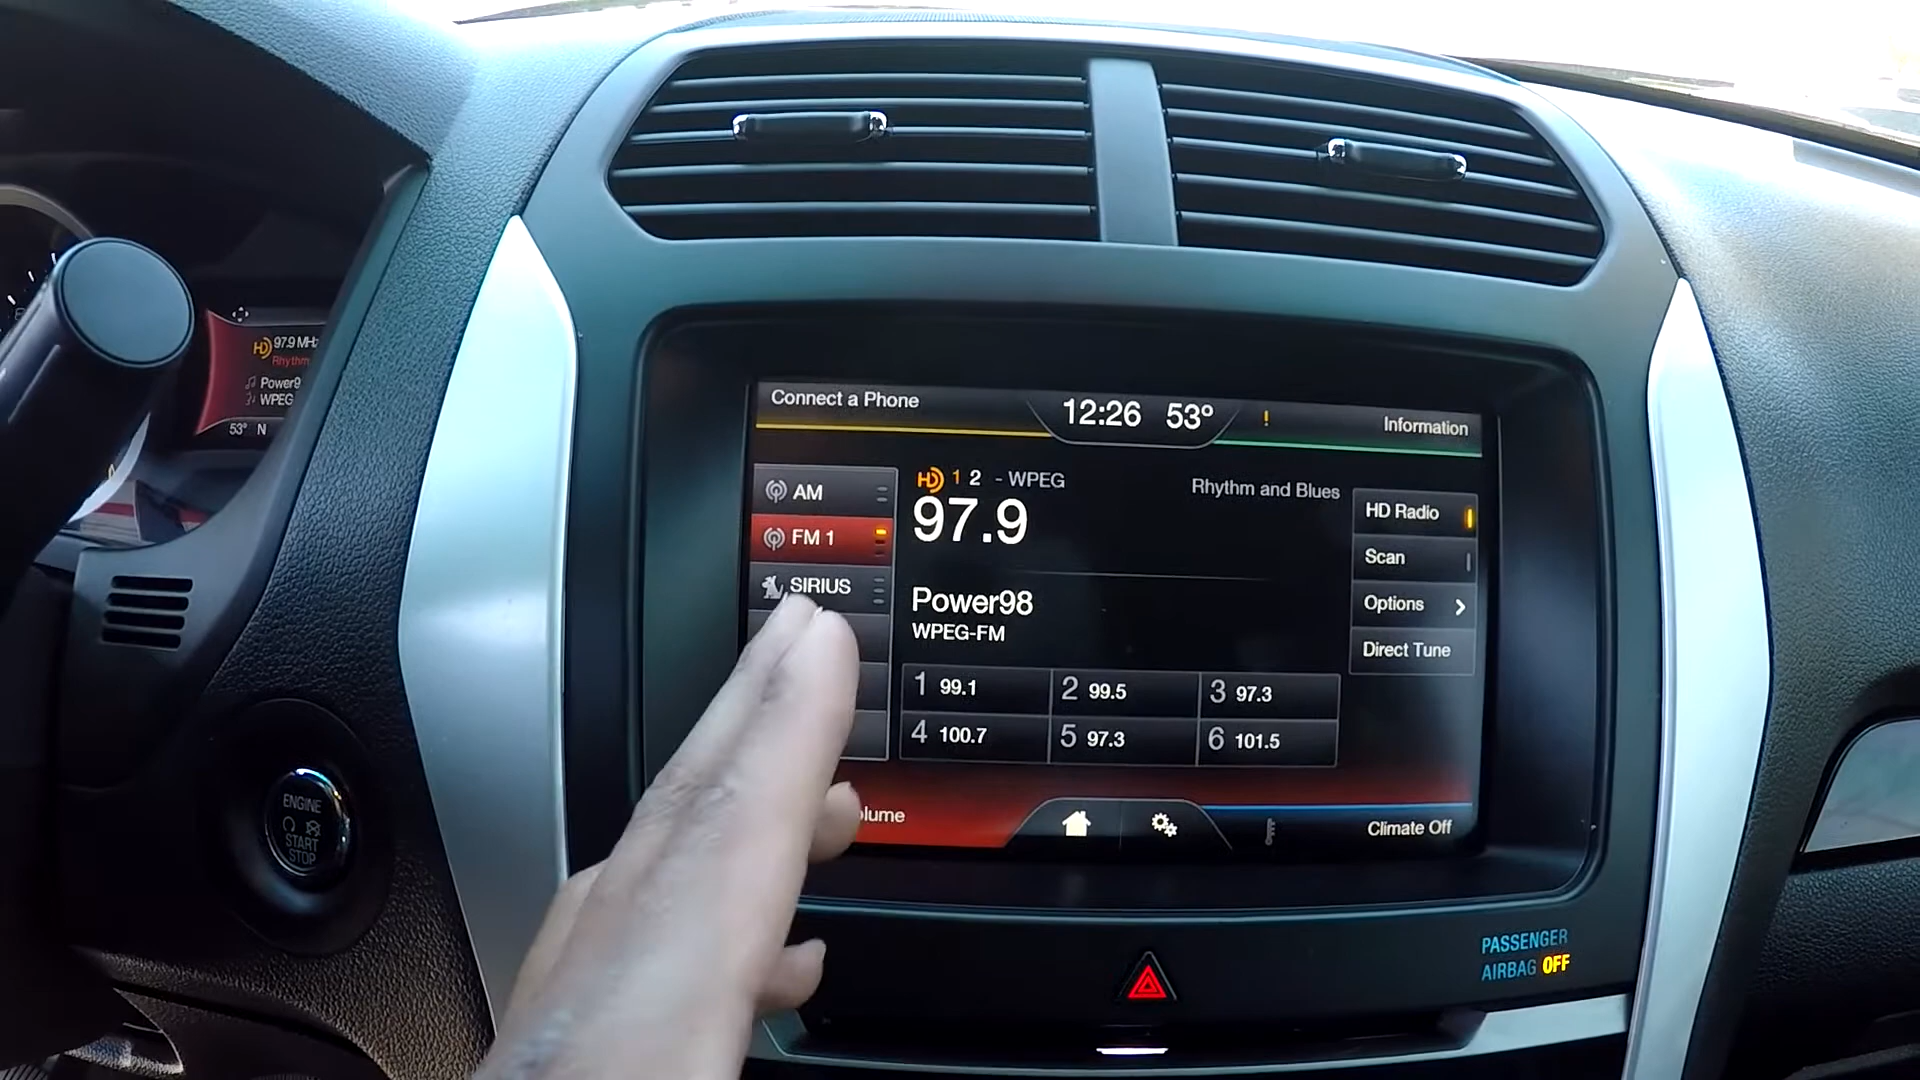 97.9 MHz
Rhythm
Power9
WPEG
53° N
ENGINE
START
STOP
Connect a Phone
12:26 53°
!
Information
AM
FM 1
SIRIUS
HD 1 2 - WPEG
Rhythm and Blues
97.9
Power98
WPEG-FM
HD Radio
Scan
Options
Direct Tune
1 99.1
2 99.5
3 97.3
4 100.7
5 97.3
6 101.5
olume
Climate Off
PASSENGER
AIRBAG OFF